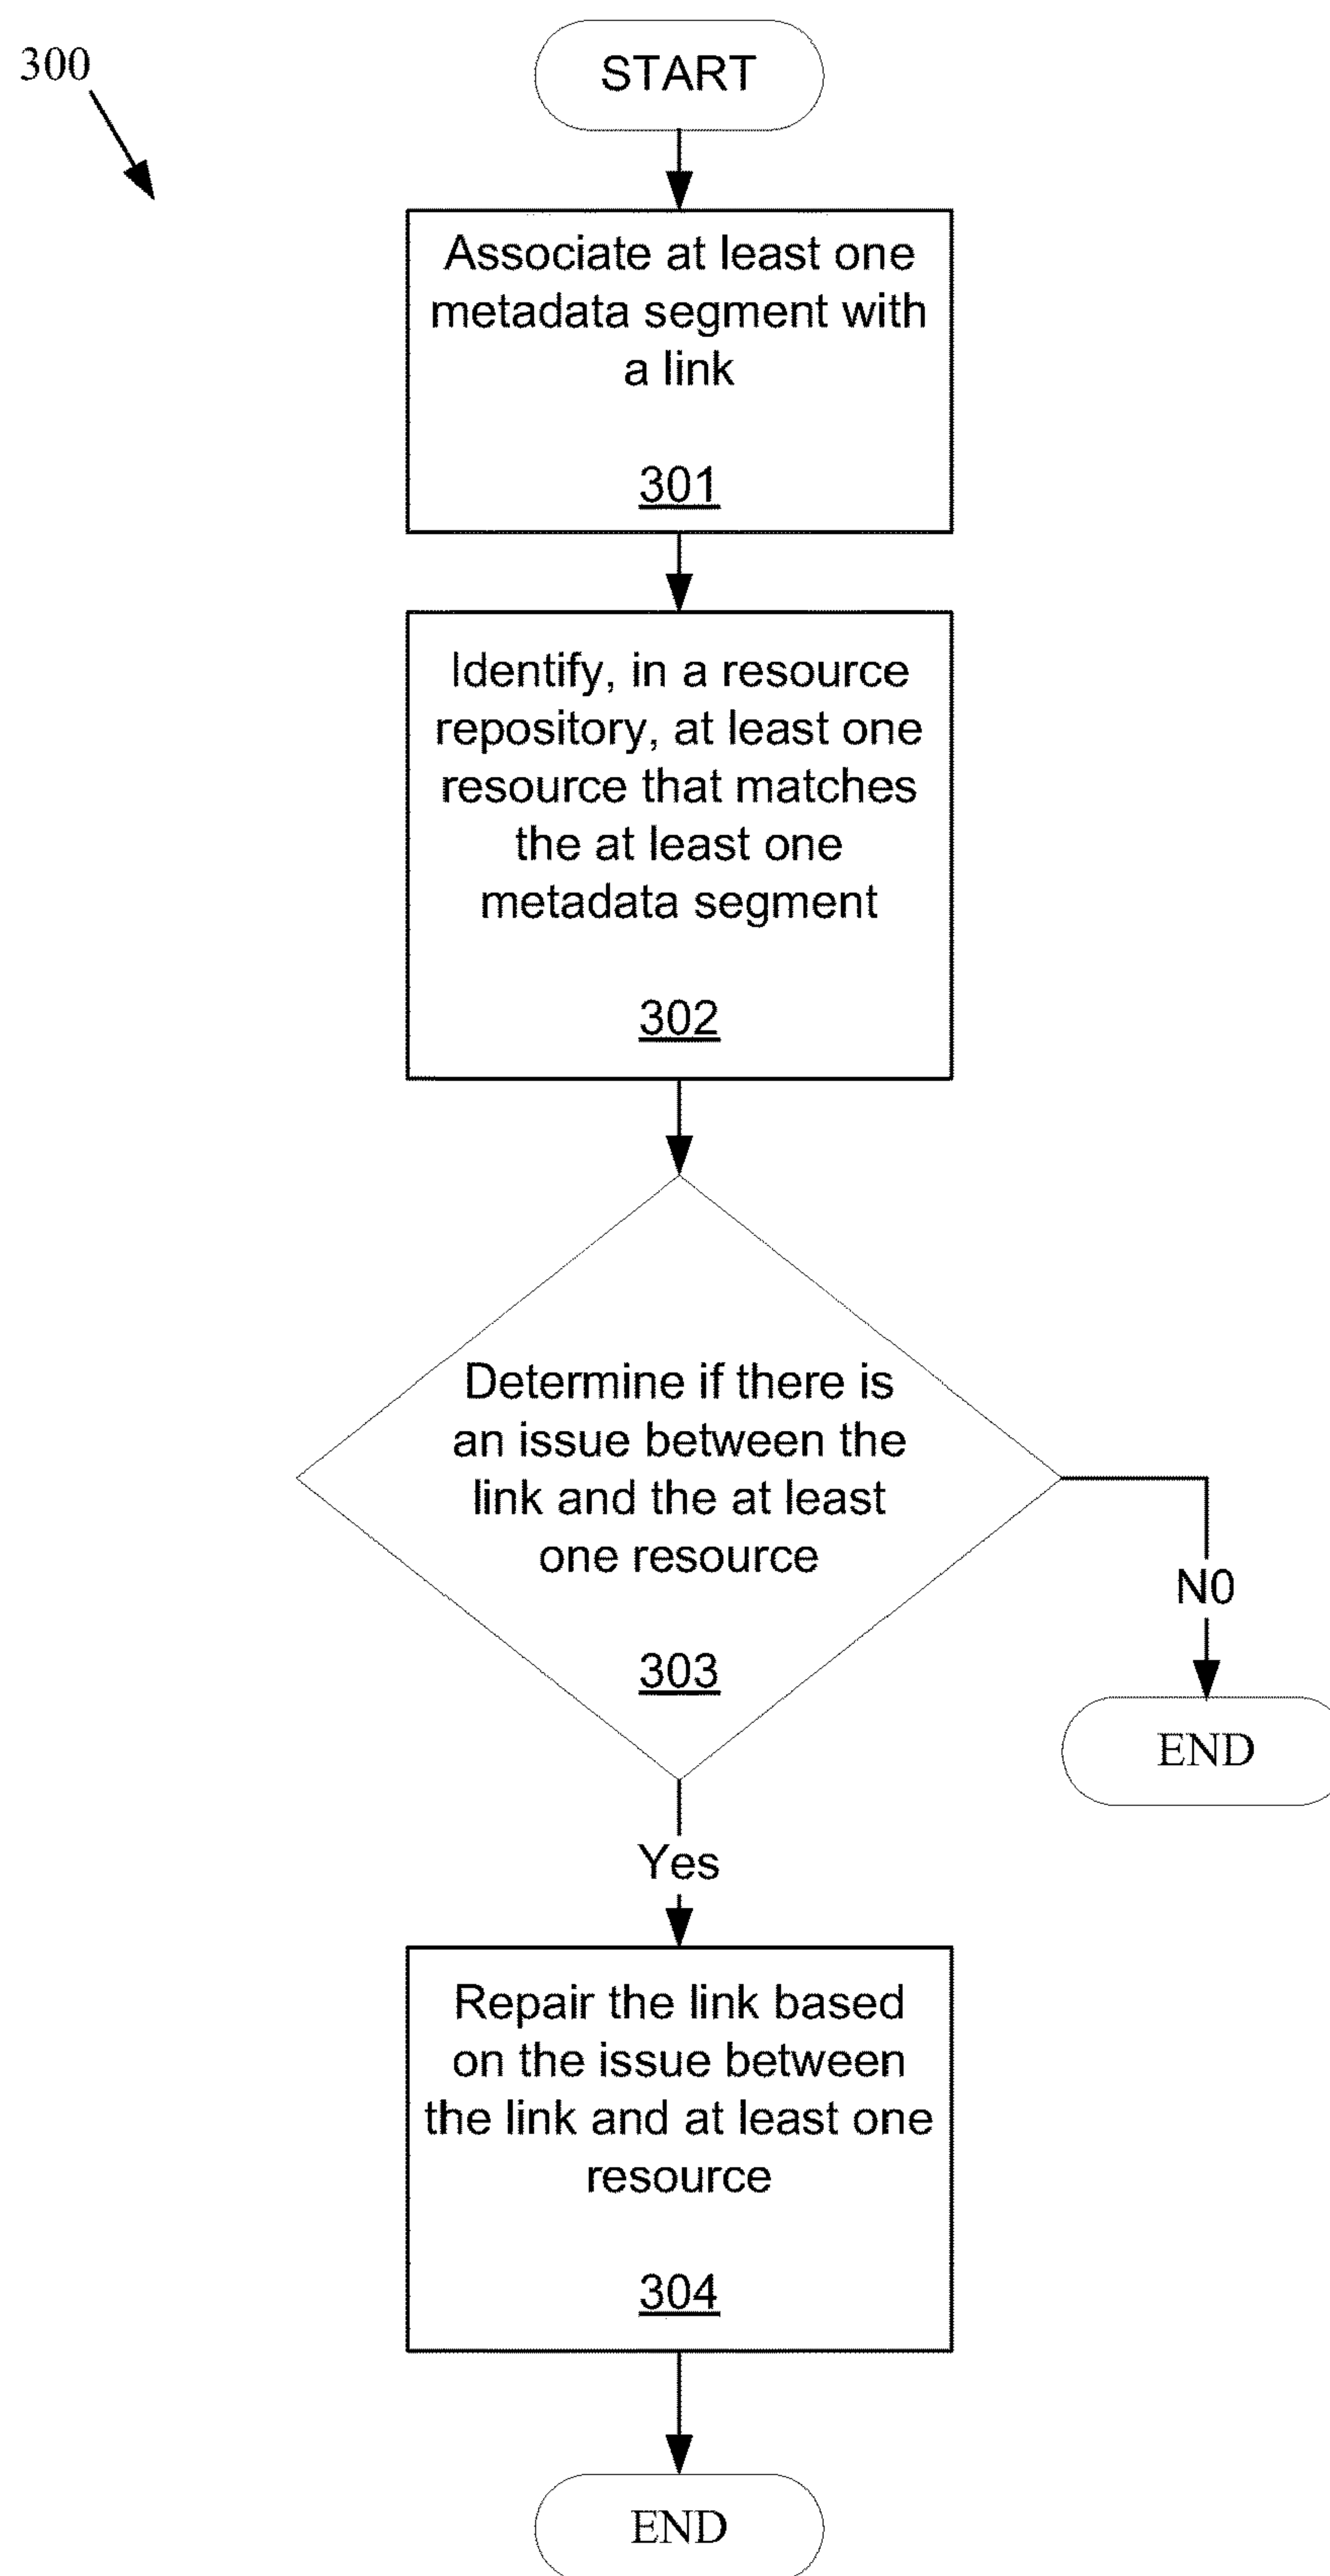 300
START
Associate at least one
metadata segment with
a link
301
Identify, in a resource
repository, at least one
resource that matches
the at least one
metadata segment
302
Determine if there is
an issue between the
link and the at least
one resource
303
N0
END
Yes
Repair the link based
on the issue between
the link and at least one
resource
304
END